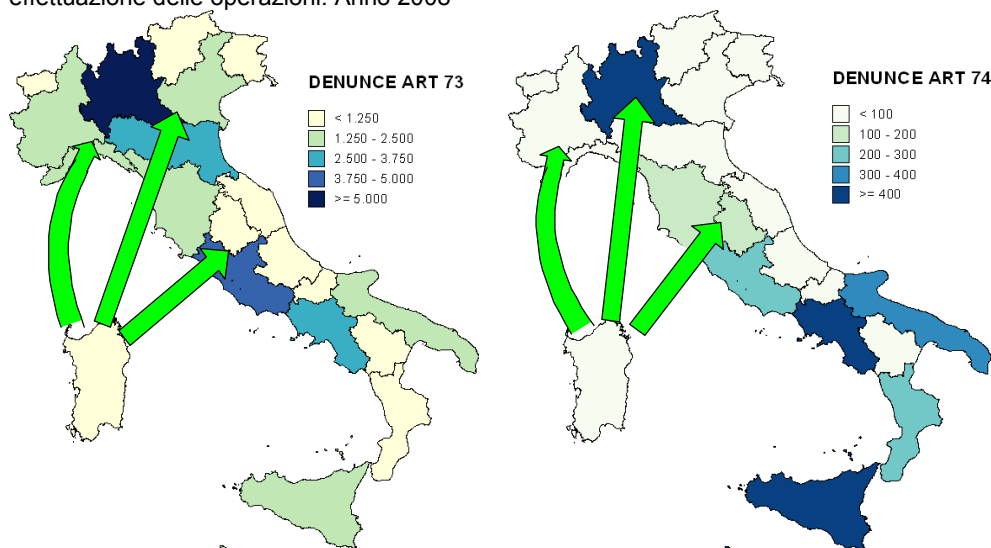 effettuazione delle operazioni. Anno 2008
DENUNCE ART 73
< 1.250
1.250 - 2.500
2.500 - 3.750
3.750 - 5.000
>= 5.000
DENUNCE ART 74
< 100
100 - 200
200 - 300
300 - 400
>= 400